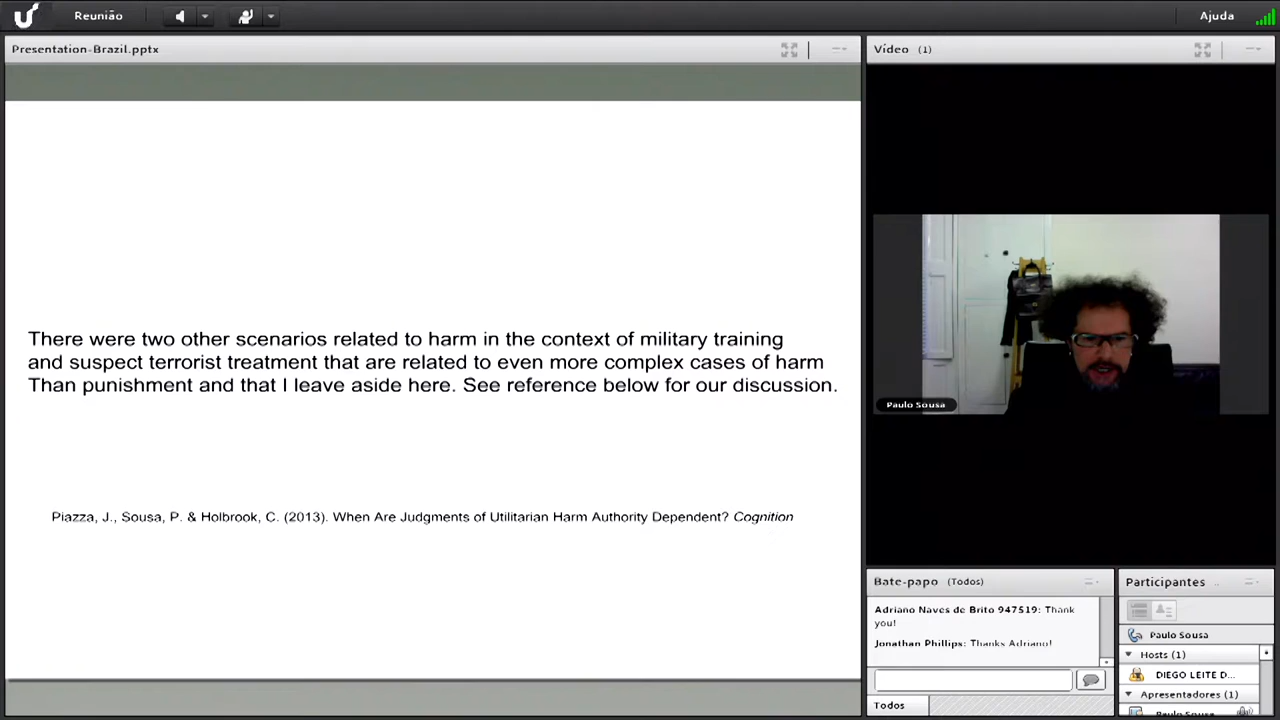 Reunião
Ajuda
Presentation-Brazil.pptx
There were two other scenarios related to harm in the context of military training
and suspect terrorist treatment that are related to even more complex cases of harm
Than punishment and that I leave aside here. See reference below for our discussion.
Piazza, J., Sousa, P. & Holbrook, C. (2013). When Are Judgments of Utilitarian Harm Authority Dependent? Cognition
Vídeo (1)
Paulo Sousa
Bate-papo (Todos)
Adriano Naves de Brito 947519: Thank
you!
Jonathan Phillips: Thanks Adriano!
Todos
Participantes ..
Paulo Sousa
Hosts (1)
DIEGO LEITE D...
Apresentadores (1)
Paulo Sousa